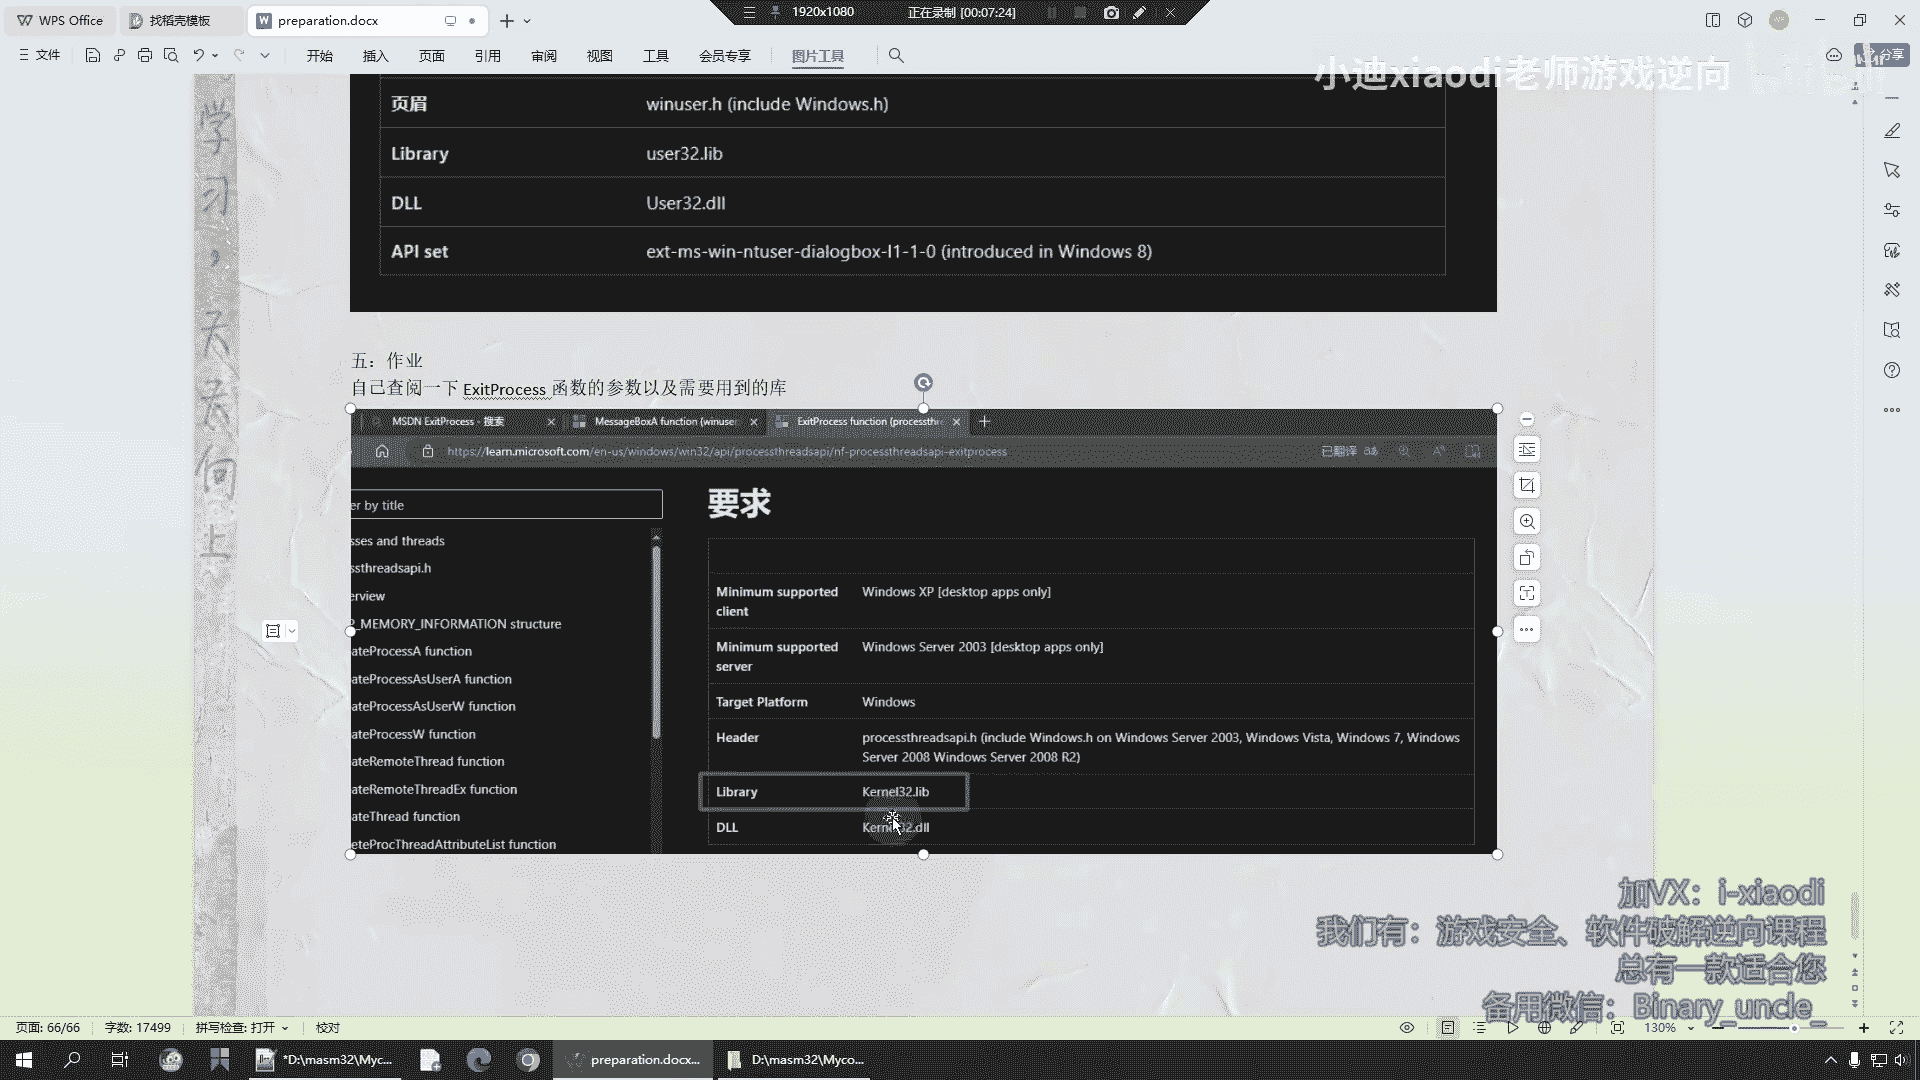 WPS Office
找稻壳模板
preparation.docx
1920x1080
正在录制 [00:07:24]
文件
开始
插入
页面
引用
审阅
视图
工具
会员专享
图片工具
分享
小迪xiaodi老师游戏逆向
学习，天天向上
页眉 winuser.h (include Windows.h)
Library user32.lib
DLL User32.dll
API set ext-ms-win-ntuser-dialogbox-l1-1-0 (introduced in Windows 8)
五：作业
自己查阅一下 ExitProcess 函数的参数以及需要用到的库
MSDN ExitProcess - 搜索
MessageBoxA function (winuser
ExitProcess function (processthr
https://learn.microsoft.com/en-us/windows/win32/api/processthreadsapi/nf-processthreadsapi-exitprocess
已翻译
er by title
sses and threads
ssthreadsapi.h
erview
P_MEMORY_INFORMATION structure
ateProcessA function
ateProcessAsUserA function
ateProcessAsUserW function
ateProcessW function
ateRemoteThread function
ateRemoteThreadEx function
ateThread function
eteProcThreadAttributeList function
要求
Minimum supported client Windows XP [desktop apps only]
Minimum supported server Windows Server 2003 [desktop apps only]
Target Platform Windows
Header processthreadsapi.h (include Windows.h on Windows Server 2003, Windows Vista, Windows 7, Windows
Server 2008 Windows Server 2008 R2)
Library Kernel32.lib
DLL Kernel32.dll
加VX：i-xiaodi
我们有：游戏安全、软件破解逆向课程
总有一款适合您
备用微信：Binary_uncle_
页面: 66/66
字数: 17499
拼写检查: 打开
校对
130%
*D:\masm32\Myc...
preparation.docx...
D:\masm32\Myco...